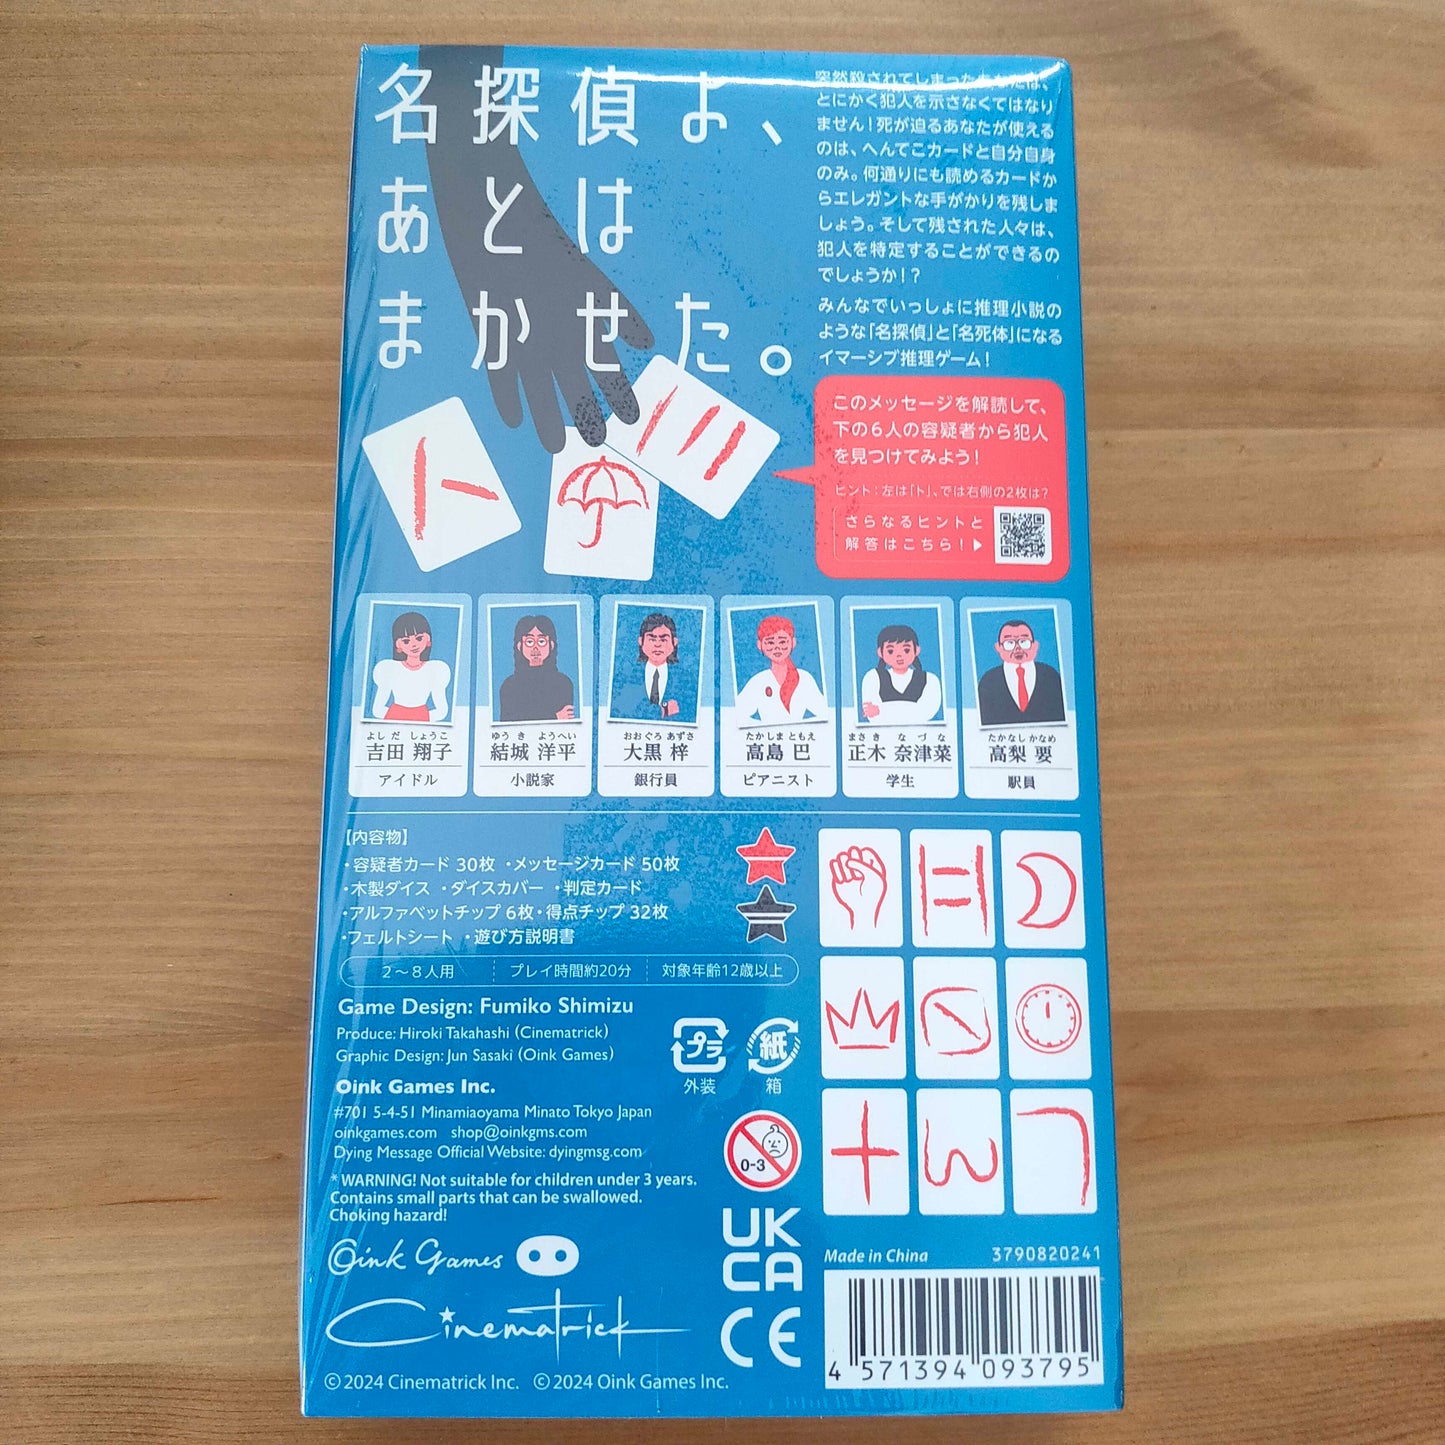 名探偵よ、
あとは
まかせた。
突然殺されてしまったあなたは、
とにかく犯人を示さなくてはなり
ません！死が迫るあなたが使える
のは、へんてこカードと自分自身
のみ。何通りにも読めるカードか
らエレガントな手がかりを残しま
しょう。そして残された人々は、
犯人を特定することができるの
でしょうか！？
みんなでいっしょに推理小説の
ような「名探偵」と「名死体」になる
イマーシブ推理ゲーム！
このメッセージを解読して、
下の6人の容疑者から犯人
を見つけてみよう！
ヒント：左は「ト」、では右側の2枚は？
さらなるヒントと
解答はこちら！▶
よしだ しょうこ
吉田 翔子
アイドル
ゆうき ようへい
結城 洋平
小説家
おおぐろ あずさ
大黒 梓
銀行員
たかしま ともえ
高島 巴
ピアニスト
まさき なづな
正木 奈津菜
学生
たかなし かなめ
高梨 要
駅員
【内容物】
・容疑者カード 30枚 ・メッセージカード 50枚
・木製ダイス ・ダイスカバー ・判定カード
・アルファベットチップ 6枚・得点チップ 32枚
・フェルトシート ・遊び方説明書
2〜8人用 プレイ時間約20分 対象年齢12歳以上
Game Design: Fumiko Shimizu
Produce: Hiroki Takahashi (Cinematrick)
Graphic Design: Jun Sasaki (Oink Games)
Oink Games Inc.
#701 5-4-51 Minamiaoyama Minato Tokyo Japan
oinkgames.com shop@oinkgms.com
Dying Message Official Website: dyingmsg.com
*WARNING! Not suitable for children under 3 years.
Contains small parts that can be swallowed.
Choking hazard!
プラ
外装
紙
箱
0-3
UK
CA
CE
Oink Games
Cinematrick
©2024 Cinematrick Inc. ©2024 Oink Games Inc.
Made in China 3790820241
4 571394 093795